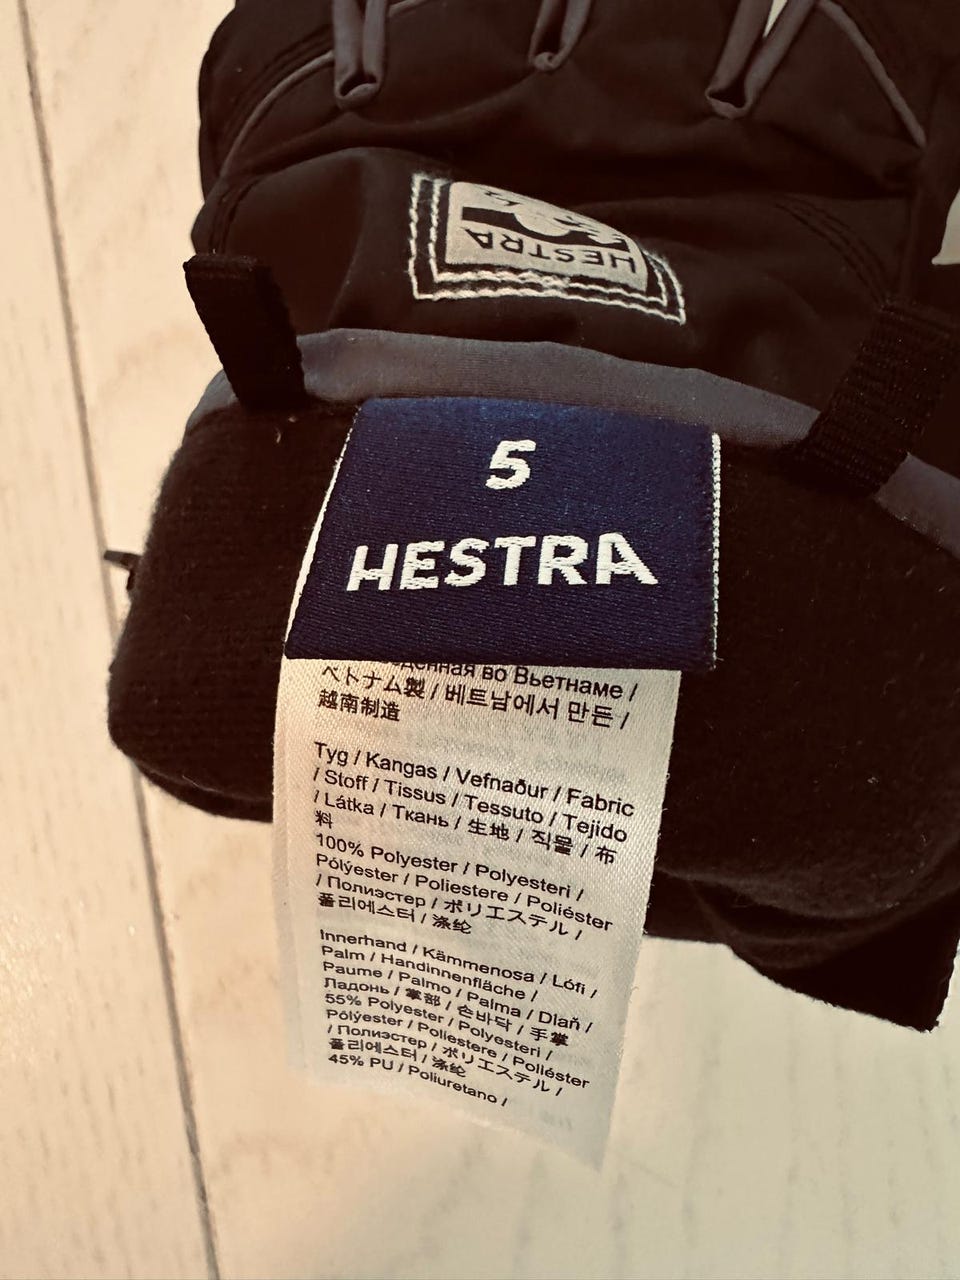 HESTRA
5
HESTRA
во Вьетнаме /
ベトナム製 / 베트남에서 만든 /
越南制造
Tyg / Kangas / Vefnaður / Fabric
/ Stoff / Tissus / Tessuto / Tejido
/ Látka / Ткань / 生地 / 직물 / 布
料
100% Polyester / Polyesteri /
Pólýester / Poliestere / Poliéster
/ Полиэстер / ポリエステル /
폴리에스터 / 涤纶
Innerhand / Kämmenosa / Lófi /
Palm / Handinnenfläche /
Paume / Palmo / Palma / Dlaň /
Ладонь / 掌部 / 손바닥 / 手掌
55% Polyester / Polyesteri /
Pólýester / Poliestere / Poliéster
/ Полиэстер / ポリエステル /
폴리에스터 / 涤纶
45% PU / Poliuretano /